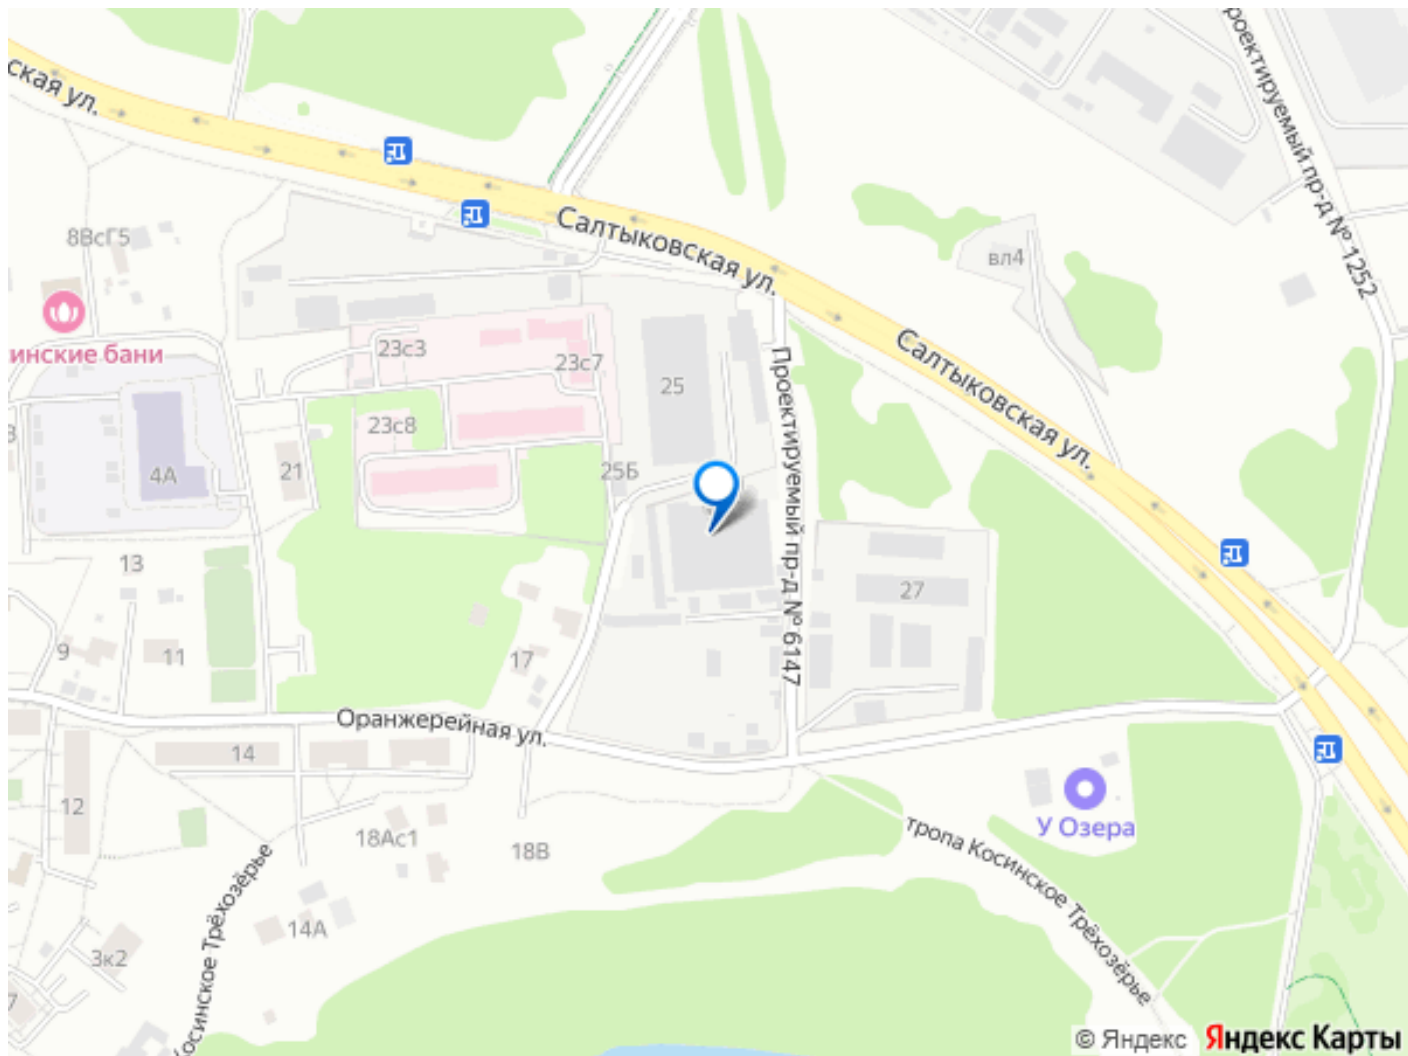 ская ул.
роектируемый пр-д № 1252
8ВсГ5
Салтыковская ул.
вл4
инские бани
23с3
23с7
25
Проектируемый пр-д № 6147
Салтыковская ул.
23с8
4А
21
25Б
13
27
9
11
17
Оранжерейная ул.
14
12
18Ас1
18В
У Озера
тропа Косинское Трёхозёрье
Косинское Трёхозёрье
14А
3к2
7
© Яндекс
Яндекс Карты